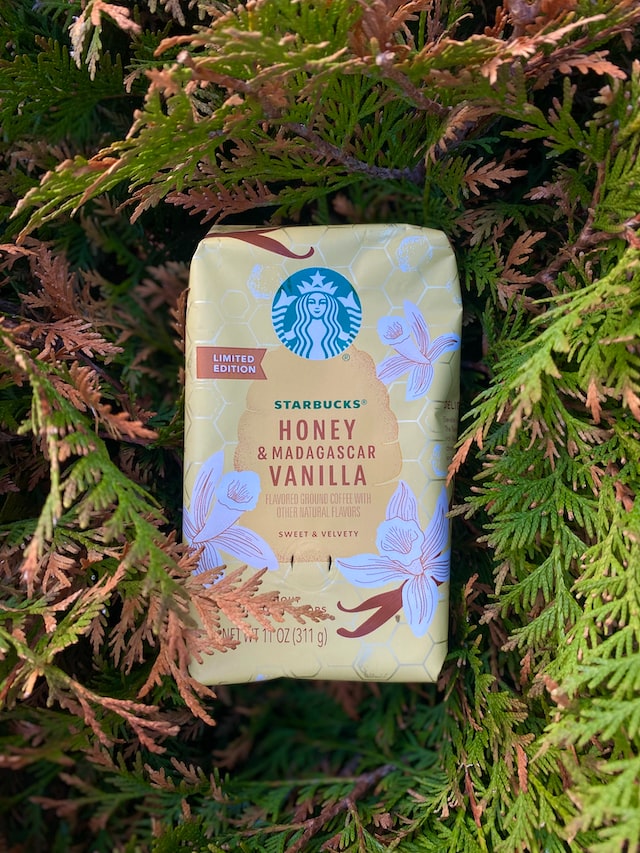 LIMITED
EDITION
STARBUCKS®
HONEY
& MADAGASCAR
VANILLA
FLAVORED GROUND COFFEE WITH
OTHER NATURAL FLAVORS
SWEET & VELVETY
NET WT 11 OZ (311 g)